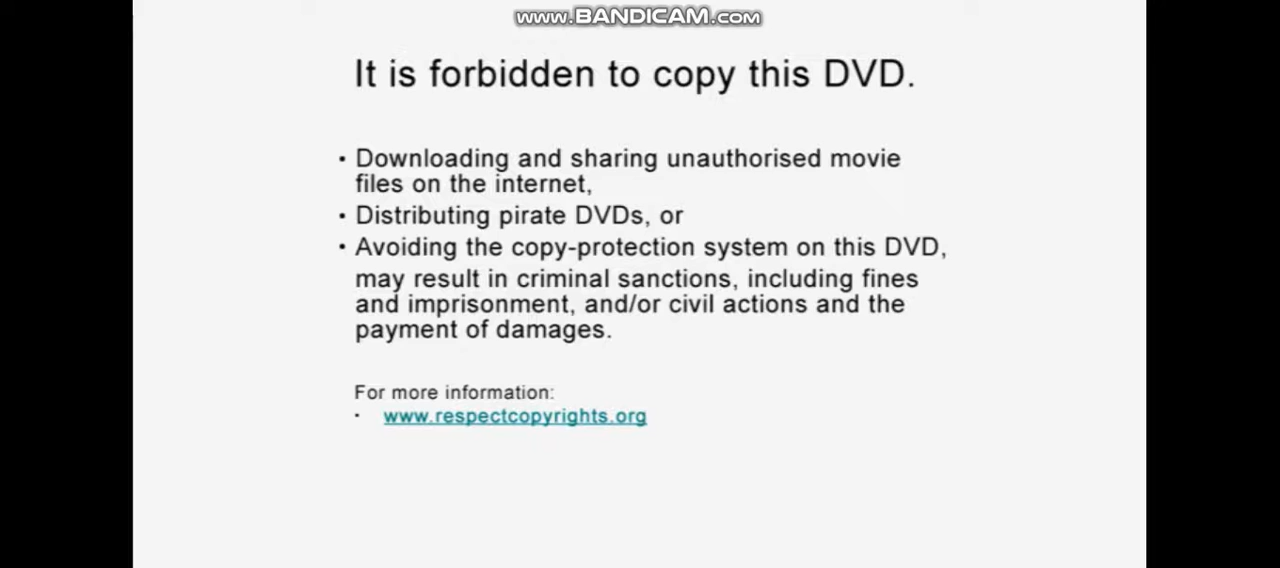 www.BANDICAM.com
It is forbidden to copy this DVD.
• Downloading and sharing unauthorised movie
files on the internet,
• Distributing pirate DVDs, or
• Avoiding the copy-protection system on this DVD,
may result in criminal sanctions, including fines
and imprisonment, and/or civil actions and the
payment of damages.
For more information:
• www.respectcopyrights.org